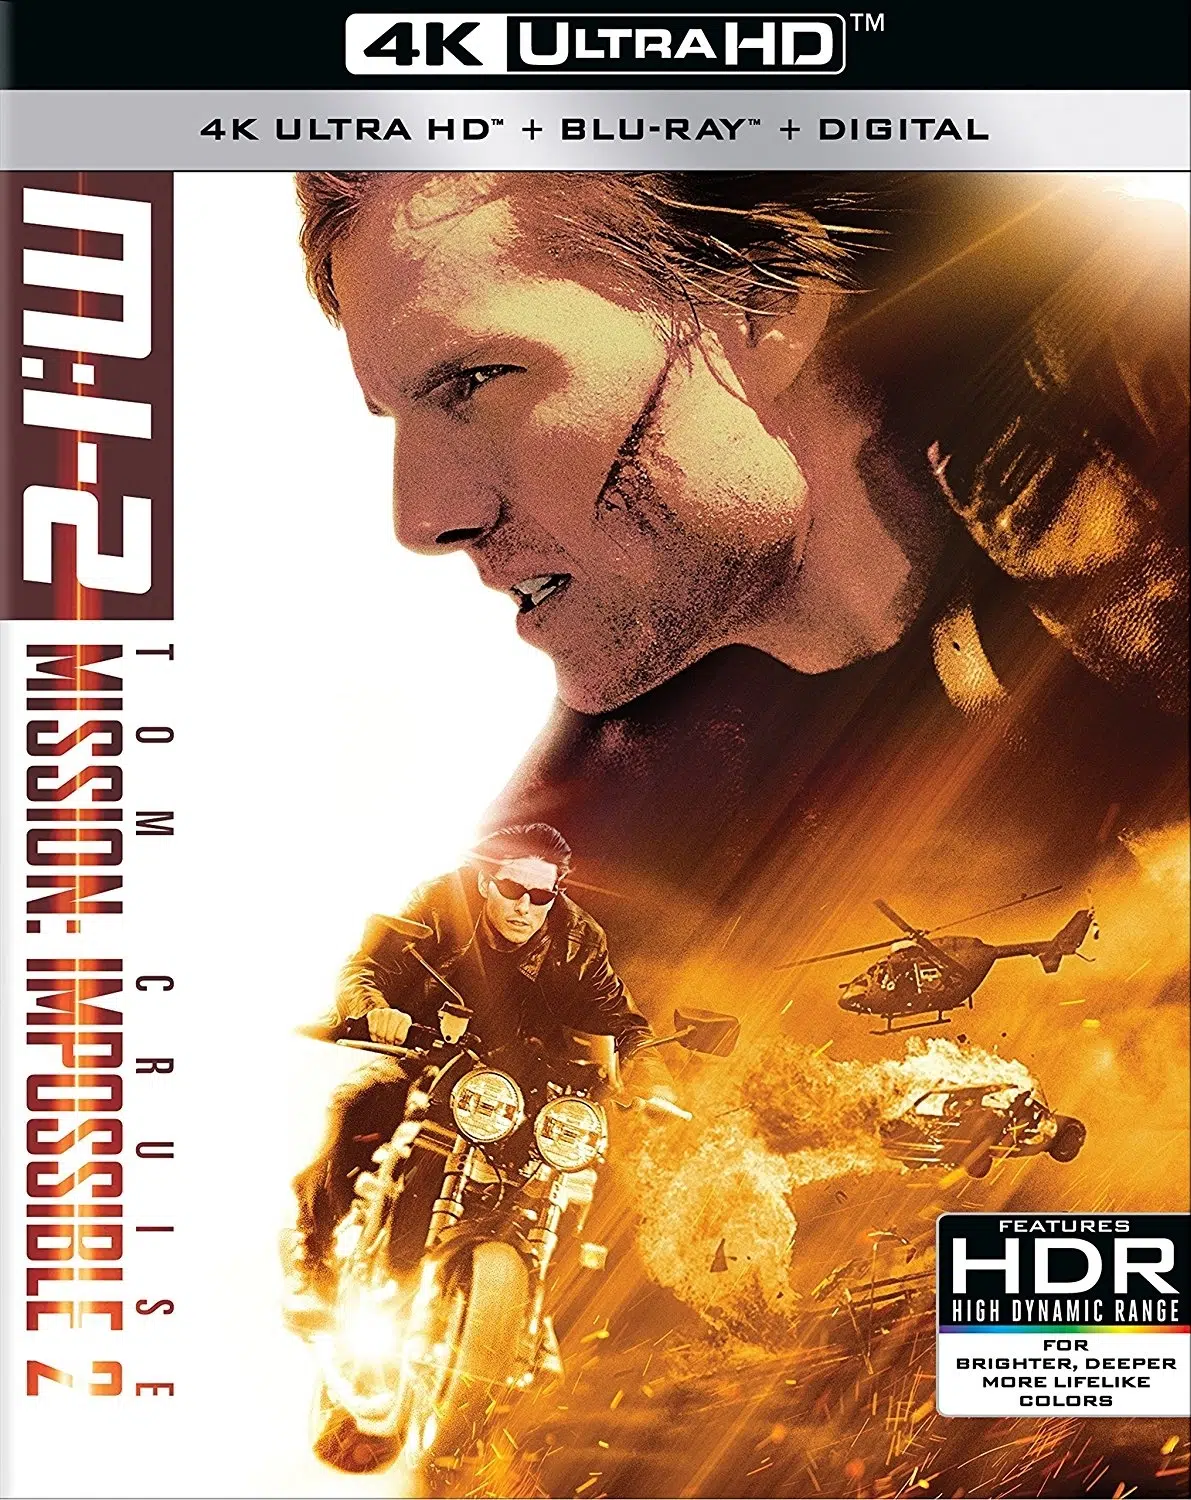 4K ULTRA HD™
4K ULTRA HD™ + BLU-RAY™ + DIGITAL
M:I-2
TOM CRUISE
MISSION: IMPOSSIBLE 2
FEATURES
HDR
HIGH DYNAMIC RANGE
FOR
BRIGHTER, DEEPER
MORE LIFELIKE
COLORS